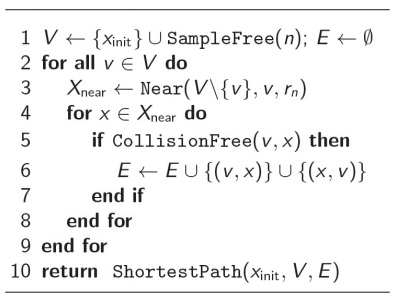 1 V ← {x_init} ∪ SampleFree(n); E ← ∅
2 for all v ∈ V do
3 X_near ← Near(V\{v}, v, r_n)
4 for x ∈ X_near do
5 if CollisionFree(v, x) then
6 E ← E ∪ {(v, x)} ∪ {(x, v)}
7 end if
8 end for
9 end for
10 return ShortestPath(x_init, V, E)